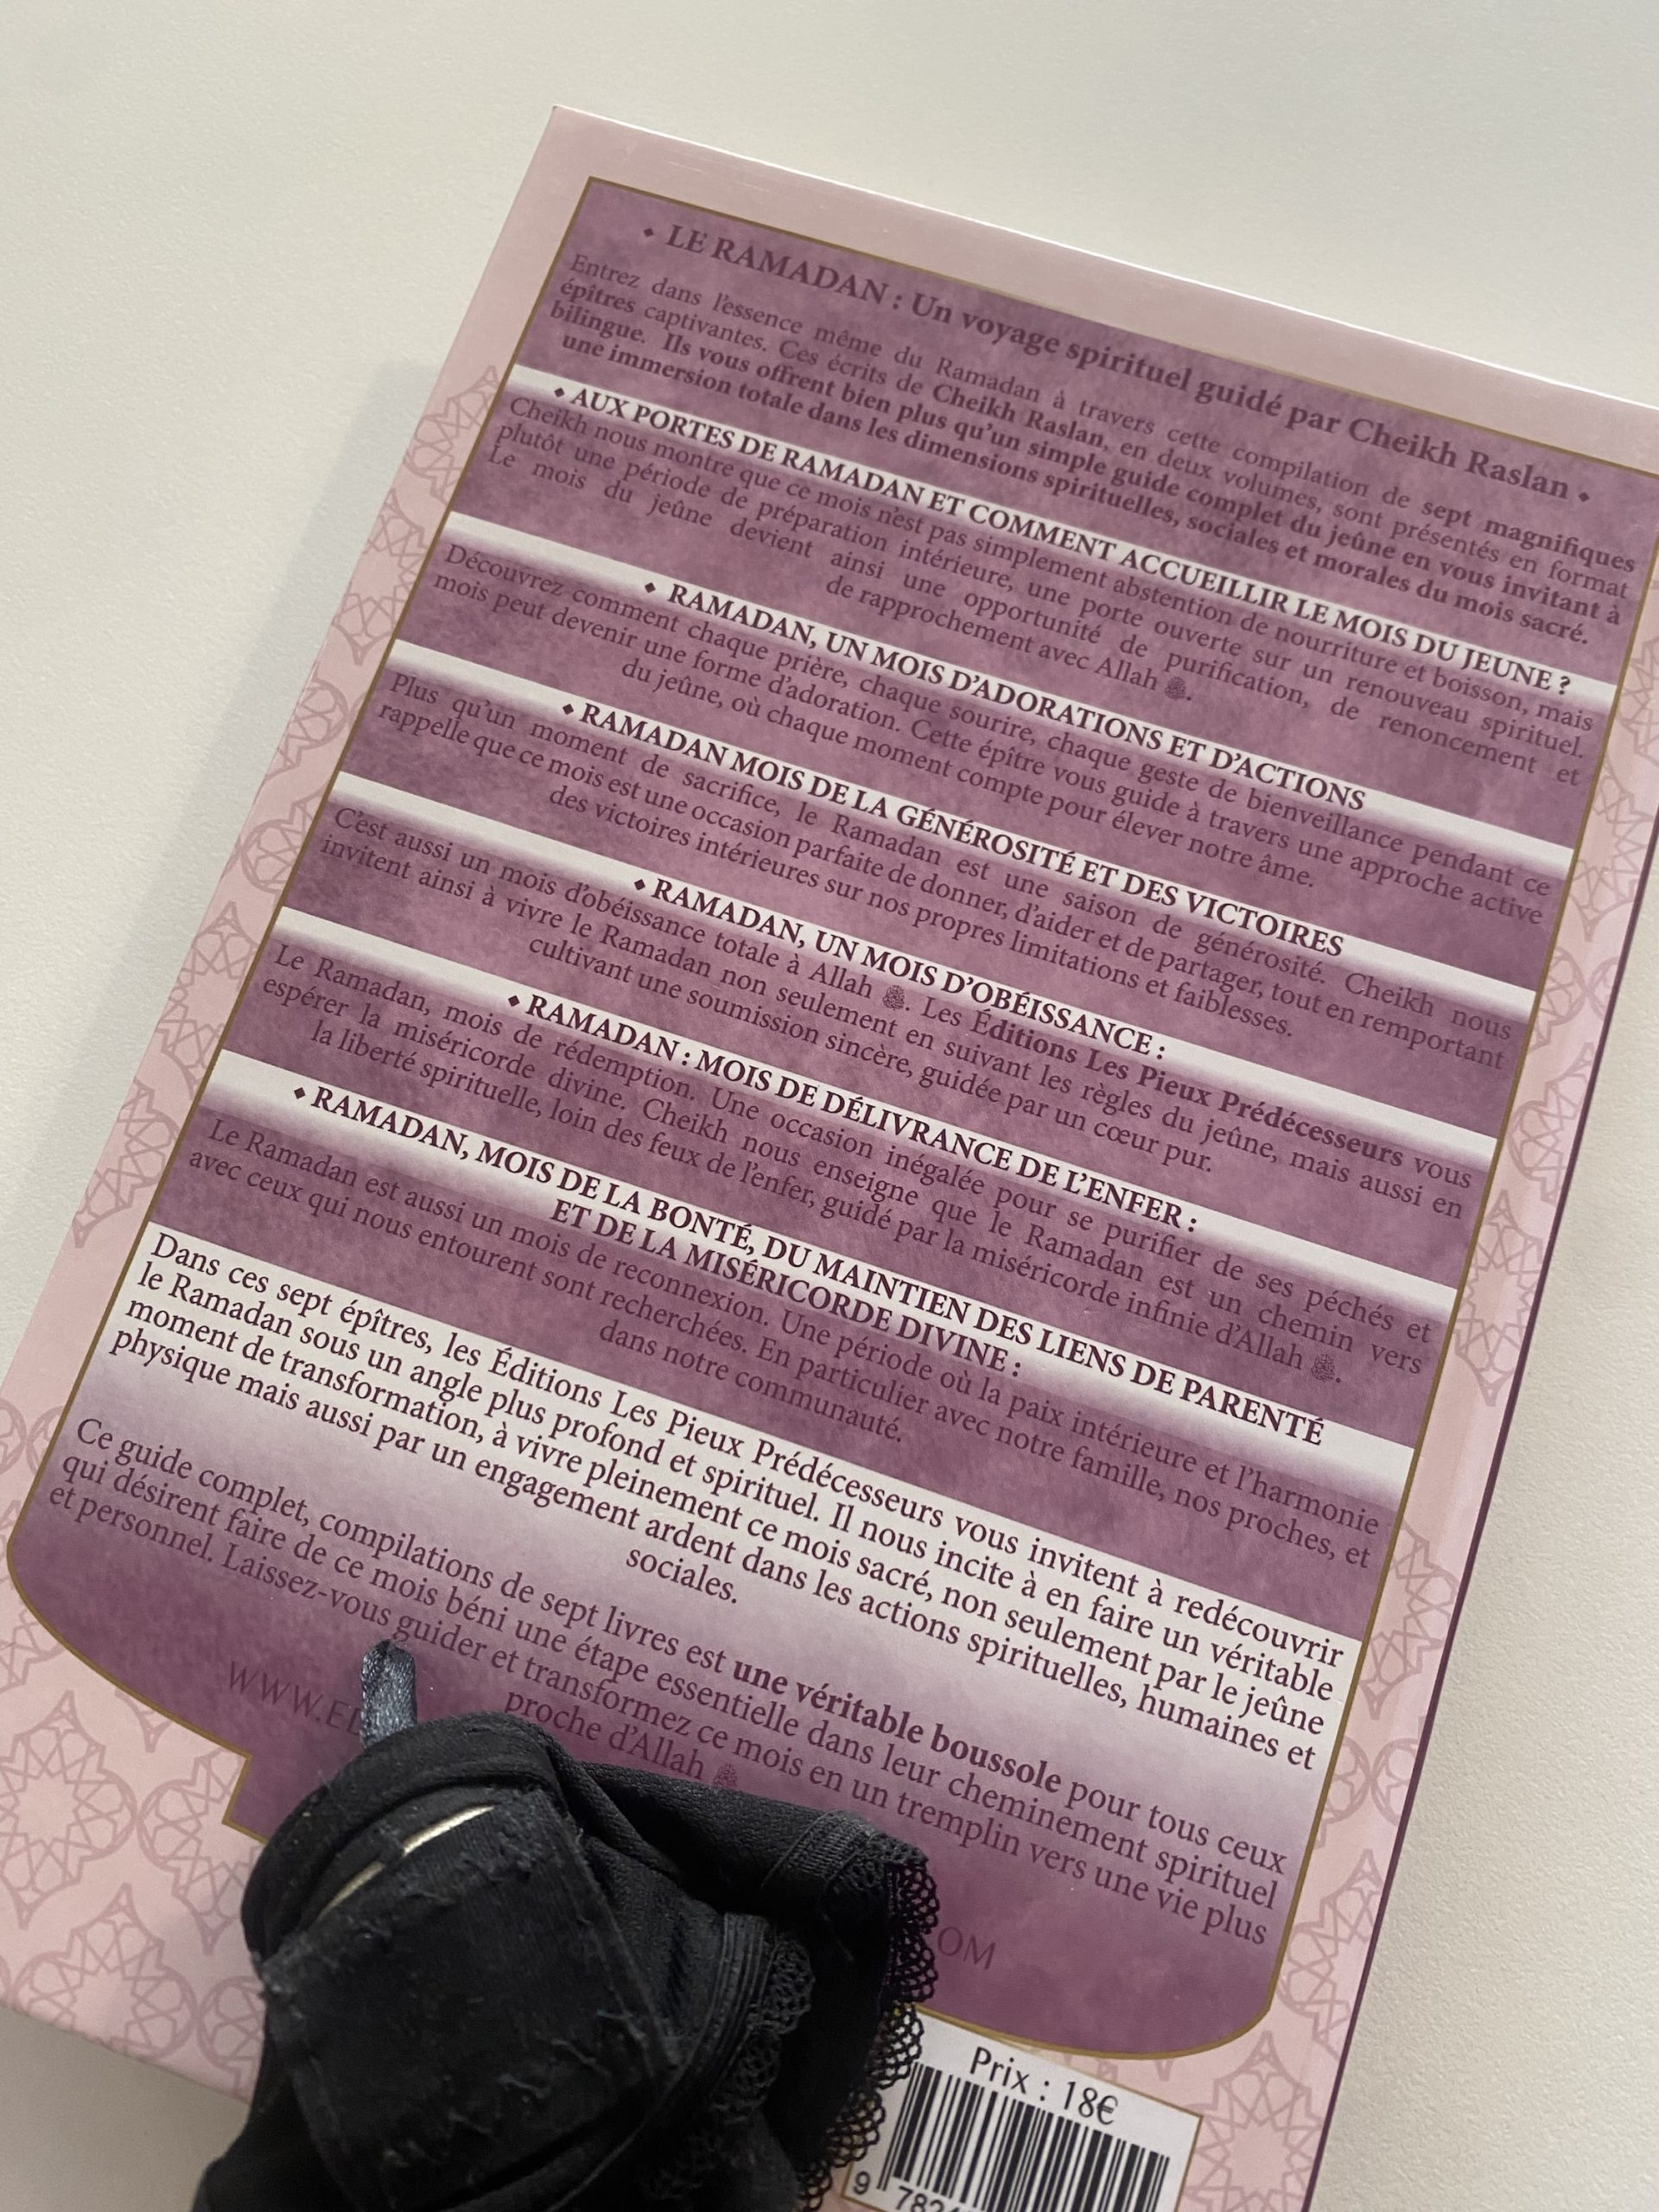 ⬥ LE RAMADAN : Un voyage spirituel guidé par Cheikh Raslan ⬥
Entrez dans l'essence même du Ramadan à travers cette compilation de sept magnifiques
épîtres captivantes. Ces écrits de Cheikh Raslan, en deux volumes, sont présentés en format
bilingue. Ils vous offrent bien plus qu'un simple guide complet du jeûne en vous invitant à
une immersion totale dans les dimensions spirituelles, sociales et morales du mois sacré.
⬥ AUX PORTES DE RAMADAN ET COMMENT ACCUEILLIR LE MOIS DU JEUNE ?
Cheikh nous montre que ce mois n'est pas simplement abstention de nourriture et boisson, mais
plutôt une période de préparation intérieure, une porte ouverte sur un renouveau spirituel.
Le mois du jeûne devient ainsi une opportunité de purification, de renoncement et
de rapprochement avec Allah ﷻ.
⬥ RAMADAN, UN MOIS D'ADORATIONS ET D'ACTIONS
Découvrez comment chaque prière, chaque sourire, chaque geste de bienveillance pendant ce
mois peut devenir une forme d'adoration. Cette épître vous guide à travers une approche active
du jeûne, où chaque moment compte pour élever notre âme.
⬥ RAMADAN MOIS DE LA GÉNÉROSITÉ ET DES VICTOIRES
Plus qu'un moment de sacrifice, le Ramadan est une saison de générosité. Cheikh nous
rappelle que ce mois est une occasion parfaite de donner, d'aider et de partager, tout en remportant
des victoires intérieures sur nos propres limitations et faiblesses.
⬥ RAMADAN, UN MOIS D'OBÉISSANCE :
C'est aussi un mois d'obéissance totale à Allah ﷻ. Les Éditions Les Pieux Prédécesseurs vous
invitent ainsi à vivre le Ramadan non seulement en suivant les règles du jeûne, mais aussi en
cultivant une soumission sincère, guidée par un cœur pur.
⬥ RAMADAN : MOIS DE DÉLIVRANCE DE L'ENFER :
Le Ramadan, mois de rédemption. Une occasion inégalée pour se purifier de ses péchés et
espérer la miséricorde divine. Cheikh nous enseigne que le Ramadan est un chemin vers
la liberté spirituelle, loin des feux de l'enfer, guidé par la miséricorde infinie d'Allah ﷻ.
⬥ RAMADAN, MOIS DE LA BONTÉ, DU MAINTIEN DES LIENS DE PARENTÉ
ET DE LA MISÉRICORDE DIVINE :
Le Ramadan est aussi un mois de reconnexion. Une période où la paix intérieure et l'harmonie
avec ceux qui nous entourent sont recherchées. En particulier avec notre famille, nos proches, et
dans notre communauté.
Dans ces sept épîtres, les Éditions Les Pieux Prédécesseurs vous invitent à redécouvrir
le Ramadan sous un angle plus profond et spirituel. Il nous incite à en faire un véritable
moment de transformation, à vivre pleinement ce mois sacré, non seulement par le jeûne
physique mais aussi par un engagement ardent dans les actions spirituelles, humaines et
sociales.
Ce guide complet, compilations de sept livres est une véritable boussole pour tous ceux
qui désirent faire de ce mois béni une étape essentielle dans leur cheminement spirituel
et personnel. Laissez-vous guider et transformez ce mois en un tremplin vers une vie plus
proche d'Allah ﷻ
Prix : 18€